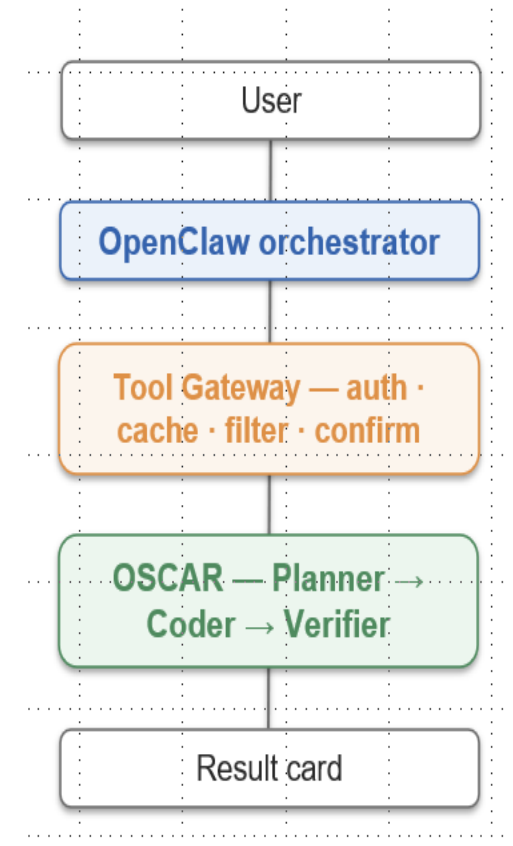 User
OpenClaw orchestrator
Tool Gateway — auth ·
cache · filter · confirm
OSCAR — Planner →
Coder → Verifier
Result card